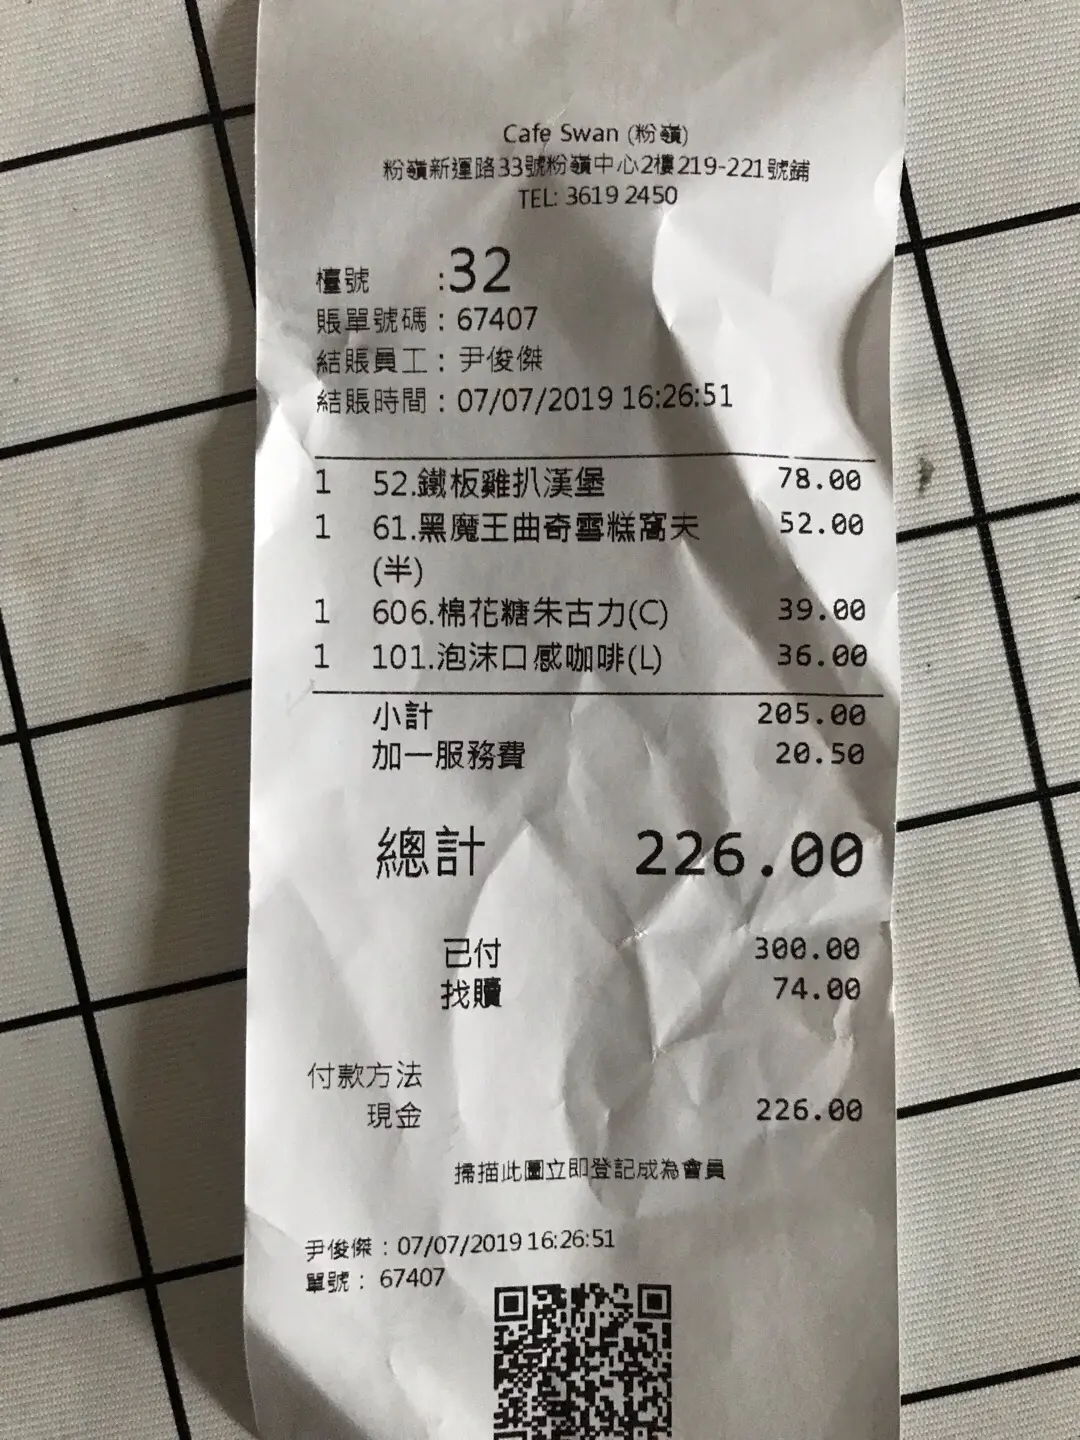 Cafe Swan (粉嶺)
粉嶺新運路33號粉嶺中心2樓219-221號鋪
TEL: 3619 2450
檯號 :32
賬單號碼 : 67407
結賬員工 : 尹俊傑
結賬時間 : 07/07/2019 16:26:51
1 52.鐵板雞扒漢堡 78.00
1 61.黑魔王曲奇雪糕窩夫 52.00
(半)
1 606.棉花糖朱古力(C) 39.00
1 101.泡沫口感咖啡(L) 36.00
小計 205.00
加一服務費 20.50
總計 226.00
已付 300.00
找贖 74.00
付款方法
現金 226.00
掃描此圖立即登記成為會員
尹俊傑 : 07/07/2019 16:26:51
單號 : 67407